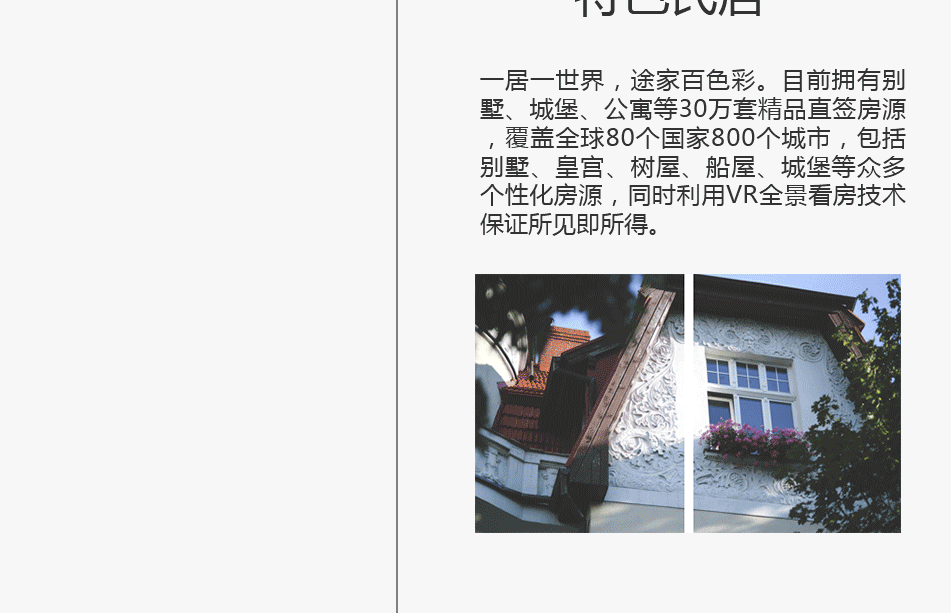 特色民居
一居一世界，途家百色彩。目前拥有别
墅、城堡、公寓等30万套精品直签房源
，覆盖全球80个国家800个城市，包括
别墅、皇宫、树屋、船屋、城堡等众多
个性化房源，同时利用VR全景看房技术
保证所见即所得。